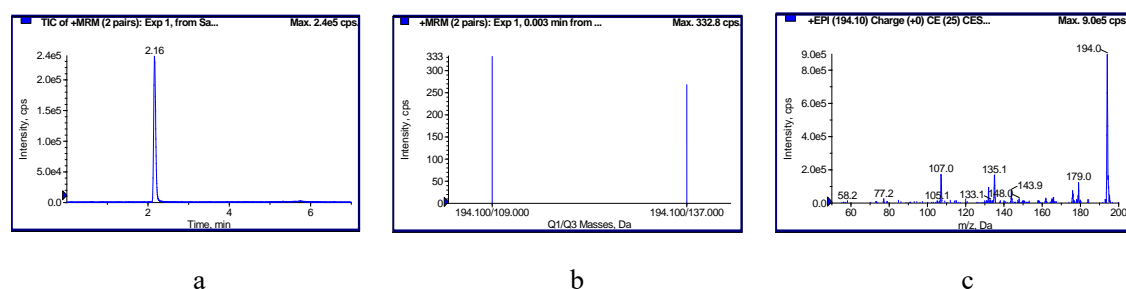 TIC of +MRM (2 pairs): Exp 1, from Sa... Max. 2.4e5 cps.
2.16
2.4e5
2.0e5
1.5e5
1.0e5
5.0e4
0.0
2 4 6
Time, min
Intensity, cps
+MRM (2 pairs): Exp 1, 0.003 min from ... Max. 332.8 cps.
333
300
250
200
150
100
50
0
194.100/109.000 194.100/137.000
Q1/Q3 Masses, Da
Intensity, cps
+EPI (194.10) Charge (+0) CE (25) CES... Max. 9.0e5 cps.
194.0
9.0e5
8.0e5
6.0e5
4.0e5
2.0e5
0.0
107.0 135.1 179.0
58.2 77.2 105.1 133.1 148.0 143.9
60 80 100 120 140 160 180 200
m/z, Da
Intensity, cps
a b c